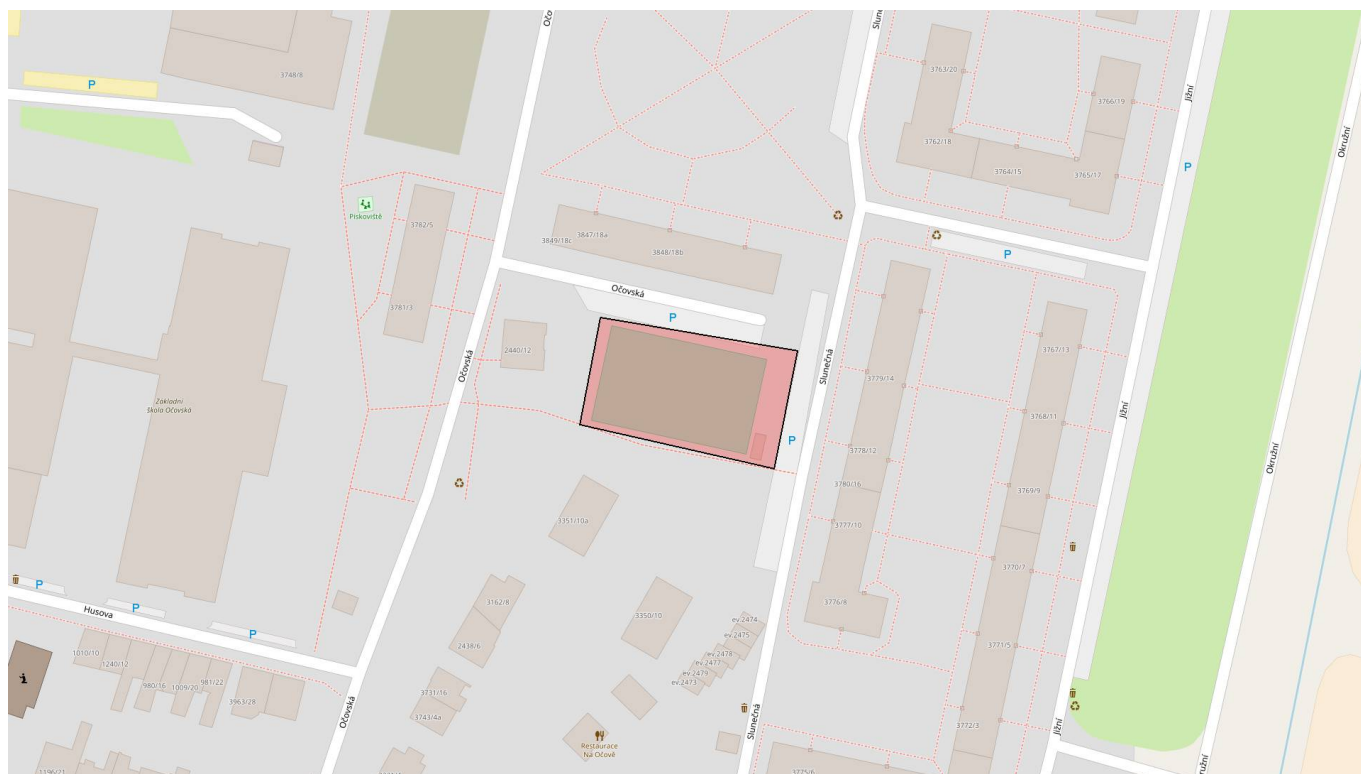 Očo
Slune
3748/8
3763/20
P
3766/19
Jižní
Okružní
3762/18
3764/15
3765/17
P
Pískoviště
3782/5
3847/18a
3849/18c
3848/18b
P
Očovská
3781/3
P
2440/12
Očovská
Slunečná
3779/14
3767/13
3768/11
Jižní
Základní
škola Očovská
P
3778/12
Okružní
3780/16
3769/9
3351/10a
3777/10
3770/7
P
P
Husova
P
3162/8
3776/8
3350/10
2438/6
ev.2474
ev.2475
ev.2478
ev.2477
ev.2479
ev.2473
3771/5
1010/10
1240/12
980/16
1009/20
981/22
3963/28
3731/16
3743/4a
Očovská
Slunečná
Jižní
3772/3
Restaurace
Na Očově
3775/6
1196/21
ružní